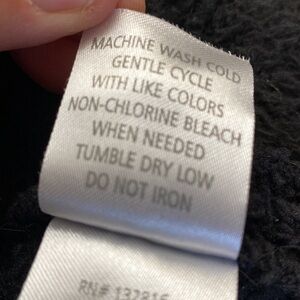 MACHINE WASH COLD
GENTLE CYCLE
WITH LIKE COLORS
NON-CHLORINE BLEACH
WHEN NEEDED
TUMBLE DRY LOW
DO NOT IRON
RN# 132816